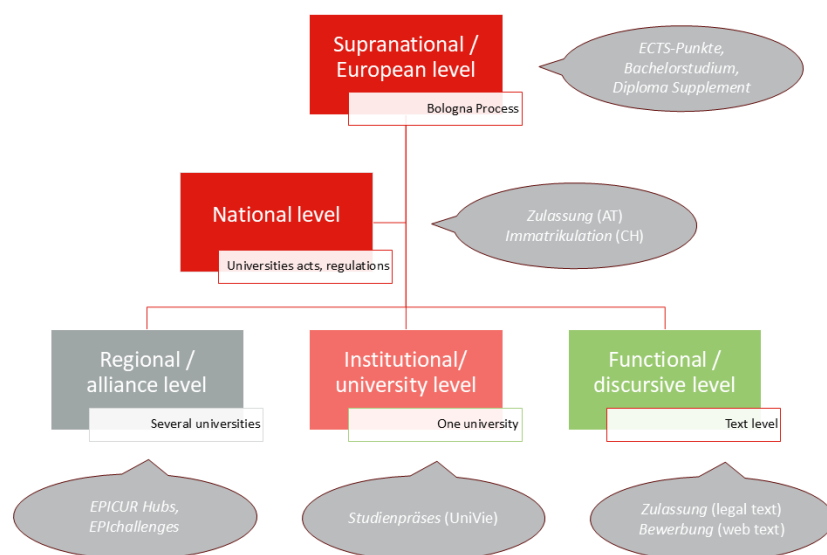 Supranational /
European level
Bologna Process
ECTS-Punkte,
Bachelorstudium,
Diploma Supplement
National level
Universities acts, regulations
Zulassung (AT)
Immatrikulation (CH)
Regional /
alliance level
Several universities
Institutional/
university level
One university
Functional /
discursive level
Text level
EPICUR Hubs,
EPIchallenges
Studienpräses (UniVie)
Zulassung (legal text)
Bewerbung (web text)